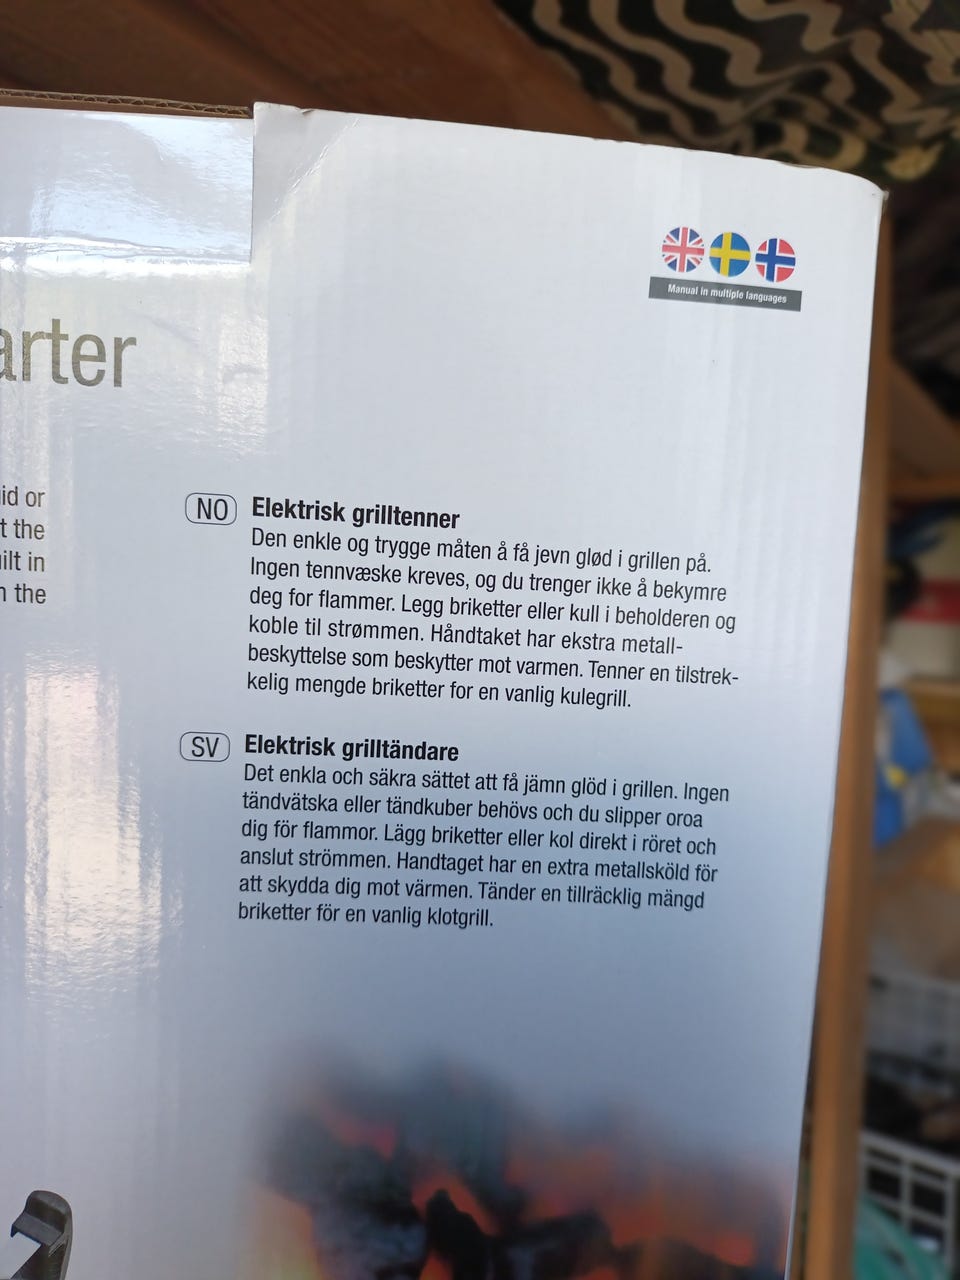 Manual in multiple languages
arter
id or
t the
ilt in
n the
NO Elektrisk grilltenner
Den enkle og trygge måten å få jevn glød i grillen på.
Ingen tennvæske kreves, og du trenger ikke å bekymre
deg for flammer. Legg briketter eller kull i beholderen og
koble til strømmen. Håndtaket har ekstra metall-
beskyttelse som beskytter mot varmen. Tenner en tilstrek-
kelig mengde briketter for en vanlig kulegrill.
SV Elektrisk grilltändare
Det enkla och säkra sättet att få jämn glöd i grillen. Ingen
tändvätska eller tändkuber behövs och du slipper oroa
dig för flammor. Lägg briketter eller kol direkt i röret och
anslut strömmen. Handtaget har en extra metallsköld för
att skydda dig mot värmen. Tänder en tillräcklig mängd
briketter för en vanlig klotgrill.